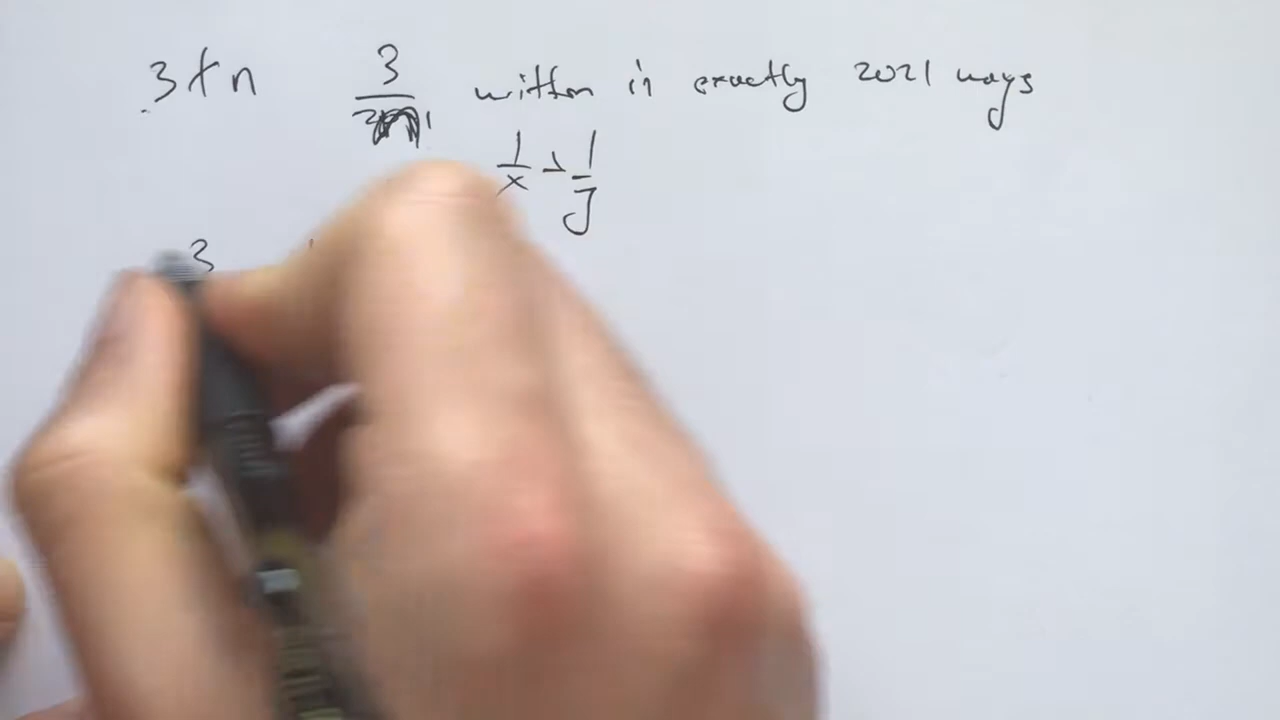 3∤n 3 written in exactly 2021 ways
1/x + 1/y
3